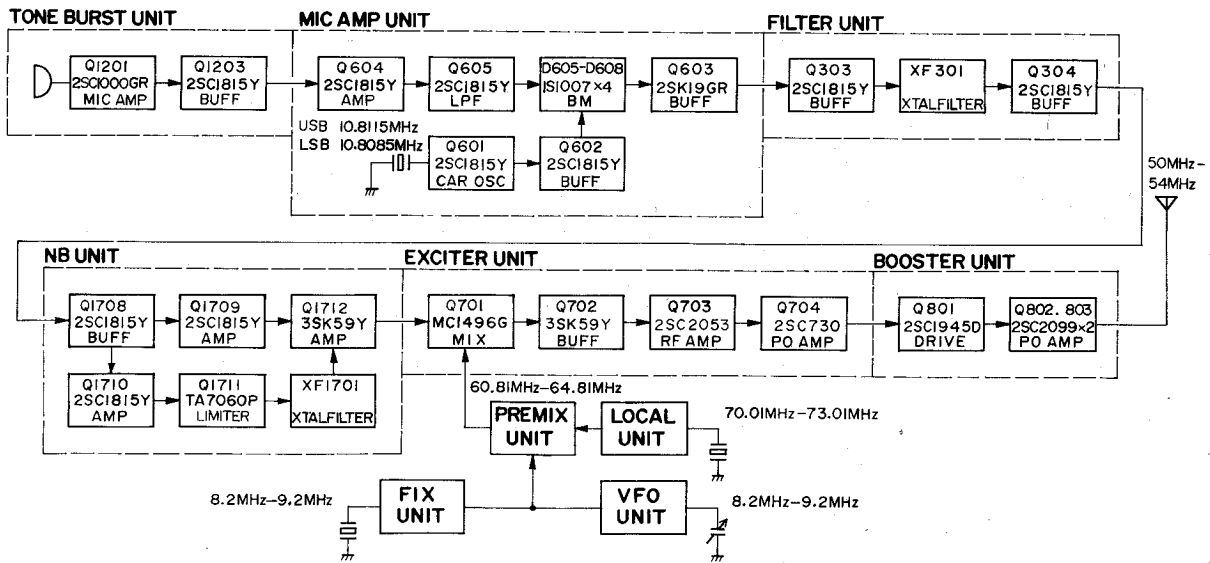 TONE BURST UNIT
MIC AMP UNIT
FILTER UNIT
Q1201
2SC1000GR
MIC AMP
Q1203
2SC1815Y
BUFF
Q604
2SC1815Y
AMP
Q605
2SC1815Y
LPF
D605-D608
1S1007×4
BM
Q603
2SK19GR
BUFF
Q303
2SC1815Y
BUFF
XF301
XTALFILTER
Q304
2SC1815Y
BUFF
USB 10.8115MHz
LSB 10.8085MHz
Q601
2SC1815Y
CAR OSC
Q602
2SC1815Y
BUFF
50MHz-
54MHz
NB UNIT
EXCITER UNIT
BOOSTER UNIT
Q1708
2SC1815Y
BUFF
Q1709
2SC1815Y
AMP
Q1712
3SK59Y
AMP
Q701
MC1496G
MIX
Q702
3SK59Y
BUFF
Q703
2SC2053
RF AMP
Q704
2SC730
PO AMP
Q801
2SC1945D
DRIVE
Q802.803
2SC2099×2
PO AMP
Q1710
2SC1815Y
AMP
Q1711
TA7060P
LIMITER
XF1701
XTALFILTER
60.81MHz-64.81MHz
PREMIX
UNIT
LOCAL
UNIT
70.01MHz-73.01MHz
8.2MHz-9.2MHz
FIX
UNIT
VFO
UNIT
8.2MHz-9.2MHz